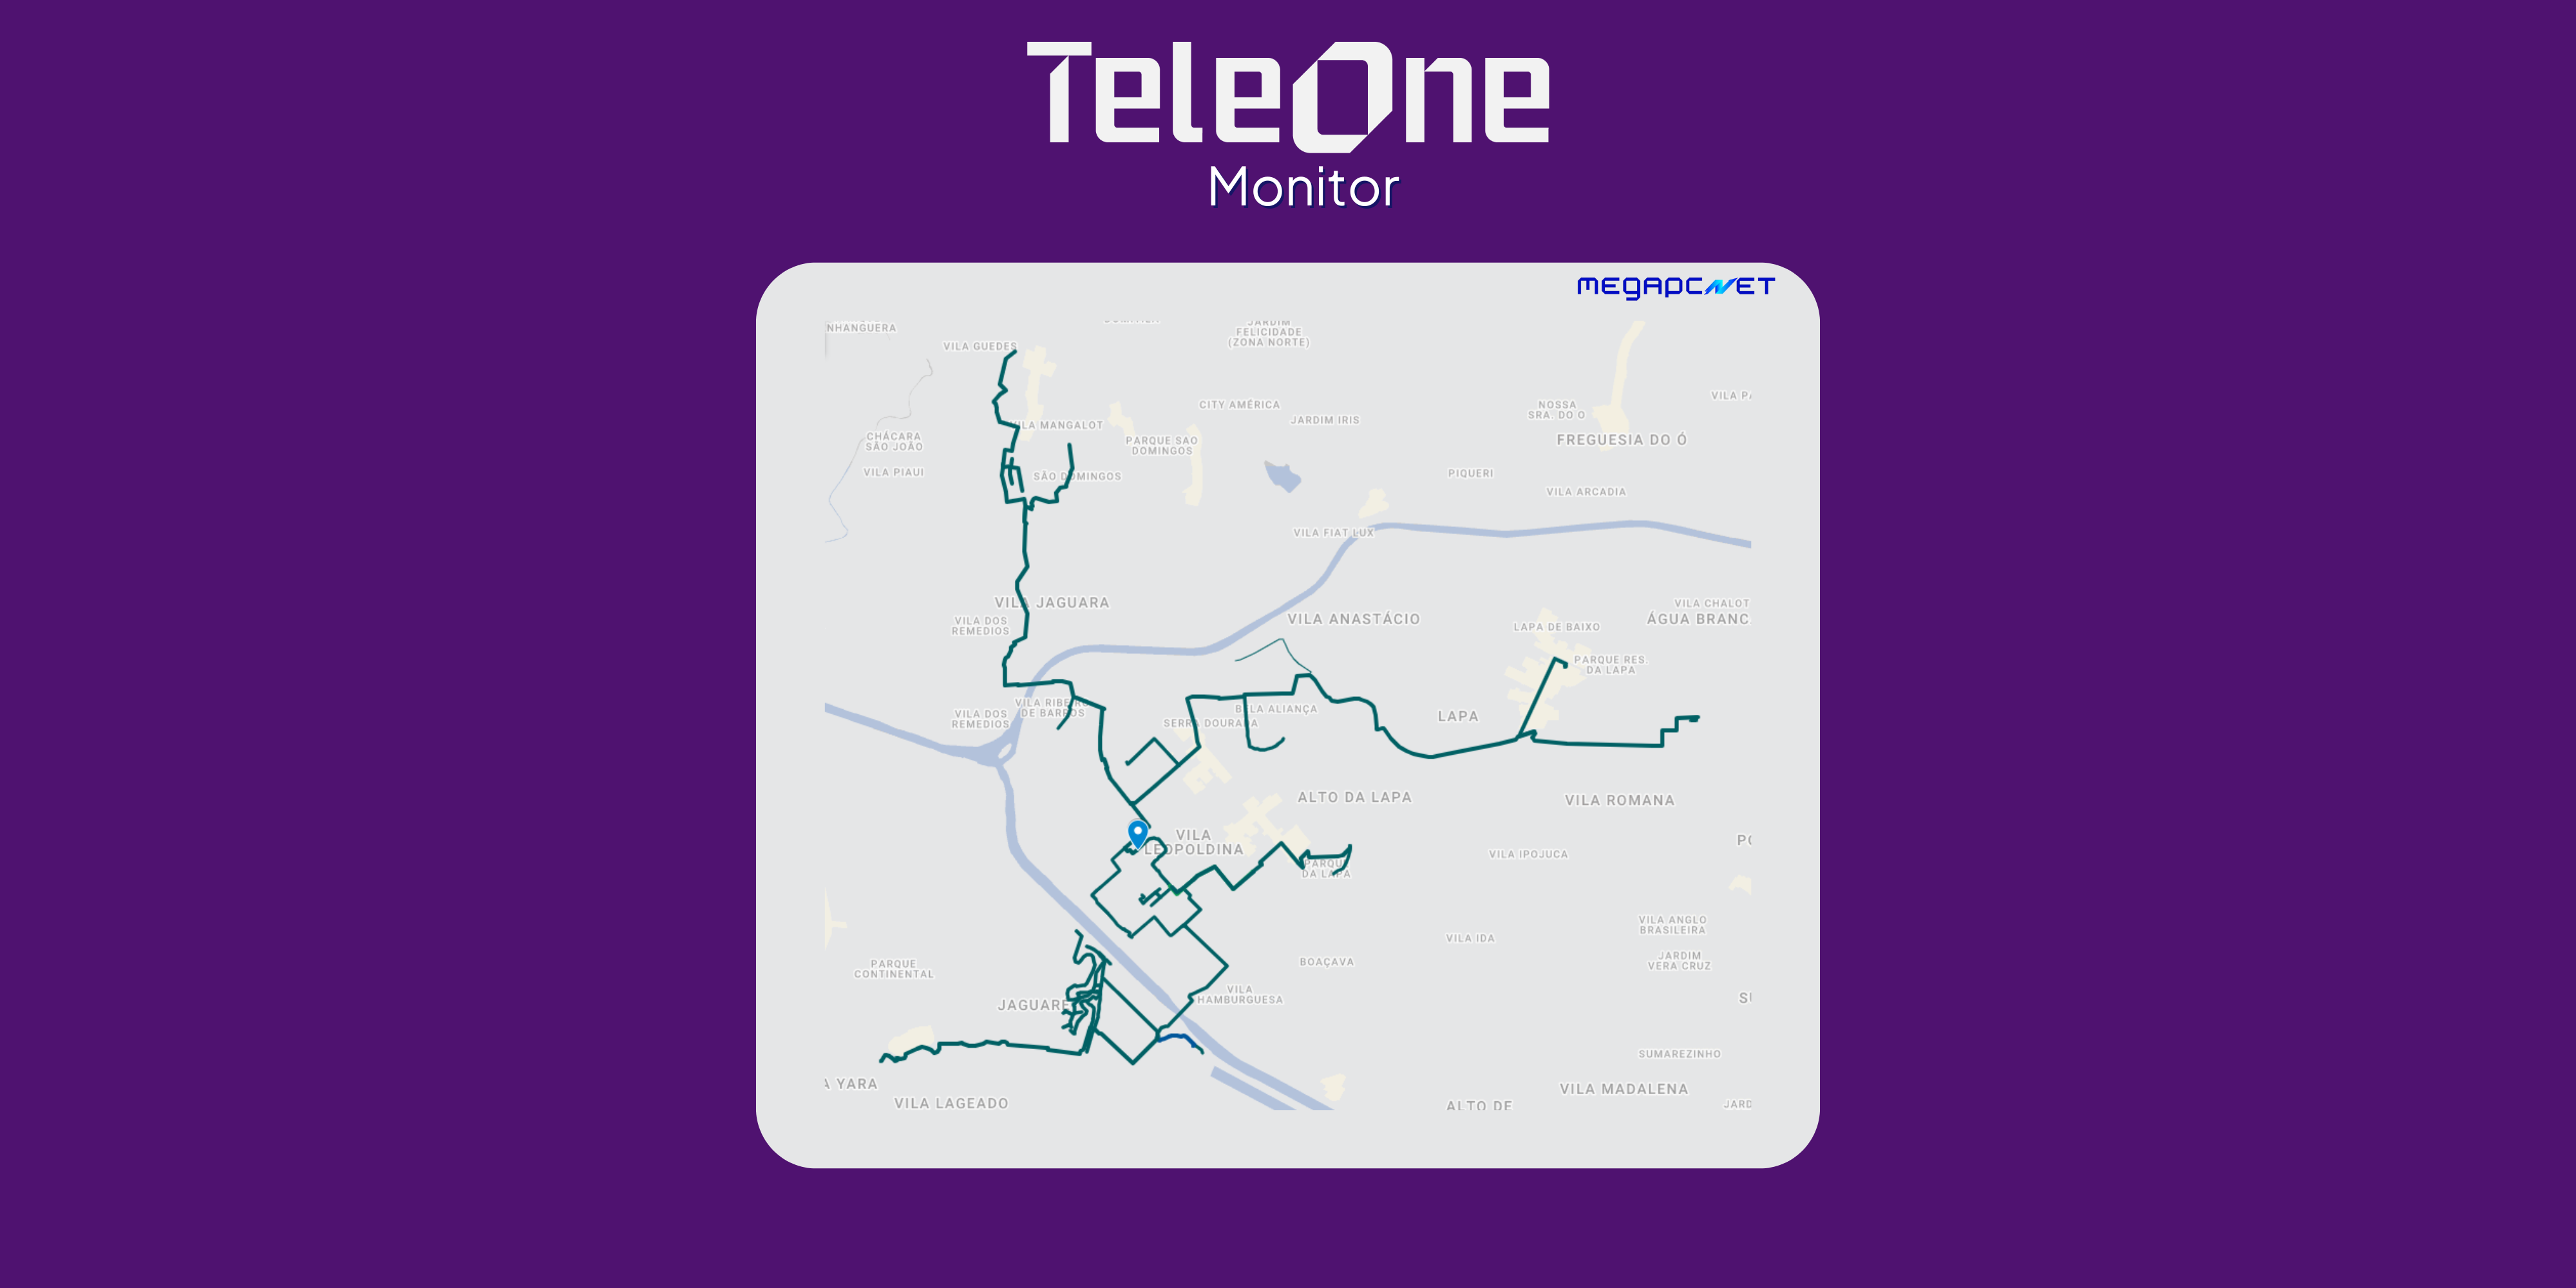 TeleOne
Monitor
MEGAPCNET
NHANGUERA
VILA GUEDES
JARDIM
FELICIDADE
(ZONA NORTE)
CITY AMÉRICA
JARDIM IRIS
NOSSA
SRA. DO O
VILA PA
VILA MANGALOT
CHÁCARA
SÃO JOÃO
PARQUE SAO
DOMINGOS
FREGUESIA DO Ó
VILA PIAUI
SÃO DOMINGOS
PIQUERI
VILA ARCADIA
VILA FIAT LUX
VILA JAGUARA
VILA DOS
REMEDIOS
VILA ANASTÁCIO
LAPA DE BAIXO
VILA CHALOT
ÁGUA BRANC
PARQUE RES.
DA LAPA
VILA RIBEIRO
DE BARROS
VILA DOS
REMEDIOS
SERRA DOURADA
BELA ALIANÇA
LAPA
ALTO DA LAPA
VILA ROMANA
VILA
LEOPOLDINA
PO
VILA IPOJUCA
PARQUE
DA LAPA
VILA ANGLO
BRASILEIRA
VILA IDA
PARQUE
CONTINENTAL
BOAÇAVA
JARDIM
VERA CRUZ
JAGUARE
VILA
HAMBURGUESA
SU
SUMAREZINHO
A YARA
VILA LAGEADO
VILA MADALENA
ALTO DE
JARD